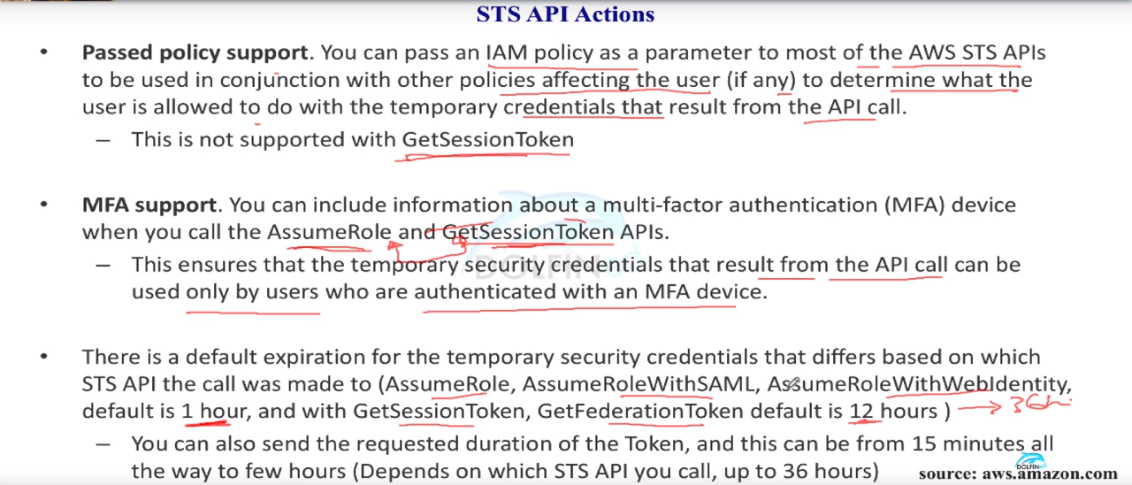 STS API Actions
• Passed policy support. You can pass an IAM policy as a parameter to most of the AWS STS APIs
to be used in conjunction with other policies affecting the user (if any) to determine what the
user is allowed to do with the temporary credentials that result from the API call.
– This is not supported with GetSessionToken
• MFA support. You can include information about a multi-factor authentication (MFA) device
when you call the AssumeRole and GetSessionToken APIs.
DOLFIN
– This ensures that the temporary security credentials that result from the API call can be
used only by users who are authenticated with an MFA device.
• There is a default expiration for the temporary security credentials that differs based on which
STS API the call was made to (AssumeRole, AssumeRoleWithSAML, AssumeRoleWithWebIdentity,
default is 1 hour, and with GetSessionToken, GetFederationToken default is 12 hours ) → 36h
– You can also send the requested duration of the Token, and this can be from 15 minutes all
the way to few hours (Depends on which STS API you call, up to 36 hours)
DOLFIN
source: aws.amazon.com